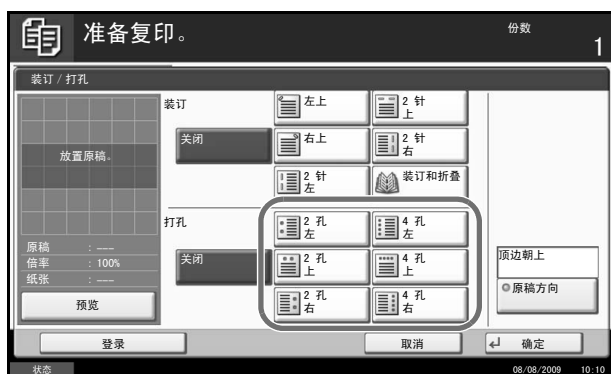 准备复印。
份数
1
装订 / 打孔
放置原稿。
原稿 : ---
倍率 : 100%
纸张 : ---
预览
装订
关闭
左上
2 针
上
右上
2 针
右
2 针
左
装订和折叠
打孔
关闭
2 孔
左
4 孔
左
2 孔
上
4 孔
上
2 孔
右
4 孔
右
顶边朝上
原稿方向
登录
取消
确定
状态
08/08/2009 10:10